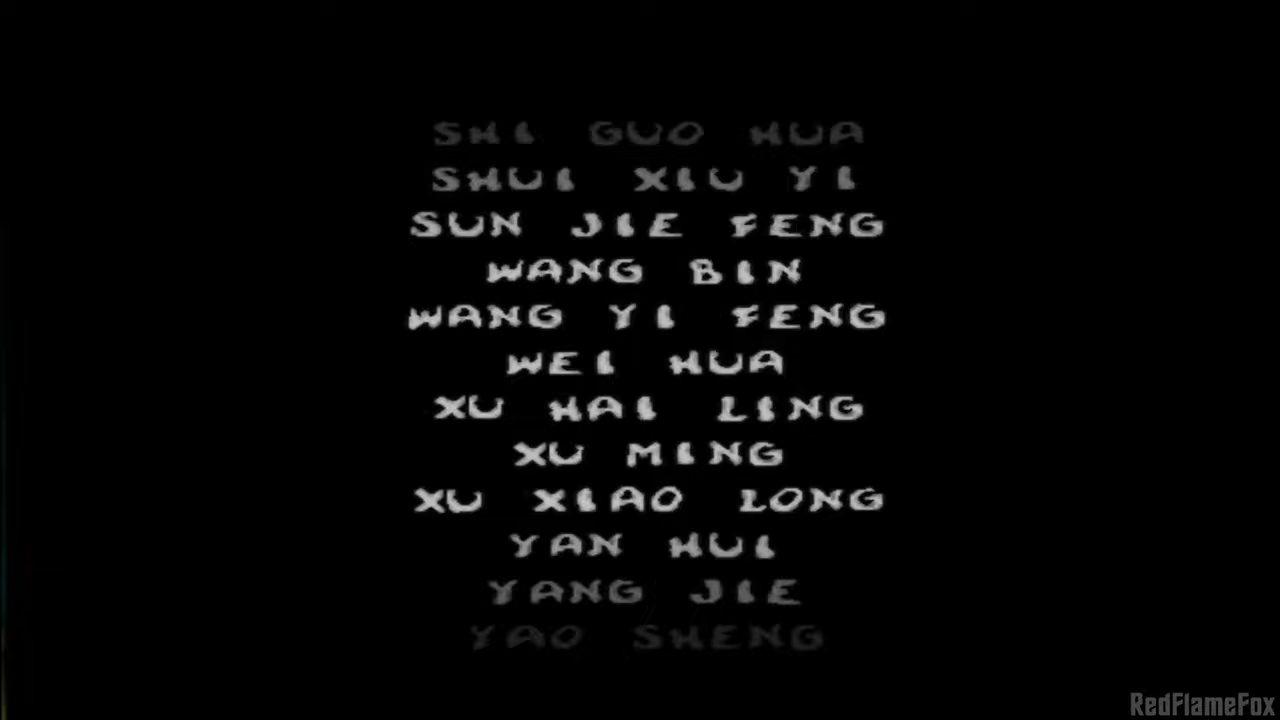 SHI GUO HUA
SHUI XIU YI
SUN JIE FENG
WANG BIN
WANG YI FENG
WEI HUA
XU HAI LING
XU MING
XU XIAO LONG
YAN HUI
YANG JIE
YAO SHENG
RedFlameFox